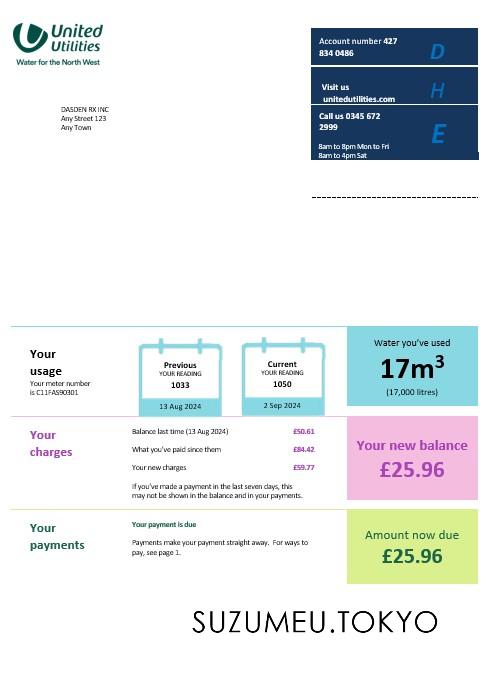 United
Utilities
Water for the North West
Account number 427
834 0486
D
Visit us
unitedutilities.com
H
Call us 0345 672
2999
E
8am to 8pm Mon to Fri
8am to 4pm Sat
DASDEN RX INC
Any Street 123
Any Town
Your
usage
Your meter number
is C11FAS90301
Previous
YOUR READING
1033
13 Aug 2024
Current
YOUR READING
1050
2 Sep 2024
Water you've used
17m³
(17,000 litres)
Your
charges
Balance last time (13 Aug 2024) £50.61
What you've paid since them £84.42
Your new charges £59.77
If you've made a payment in the last seven days, this
may not be shown in the balance and in your payments.
Your new balance
£25.96
Your
payments
Your payment is due
Payments make your payment straight away. For ways to
pay, see page 1.
Amount now due
£25.96
SUZUMEU.TOKYO